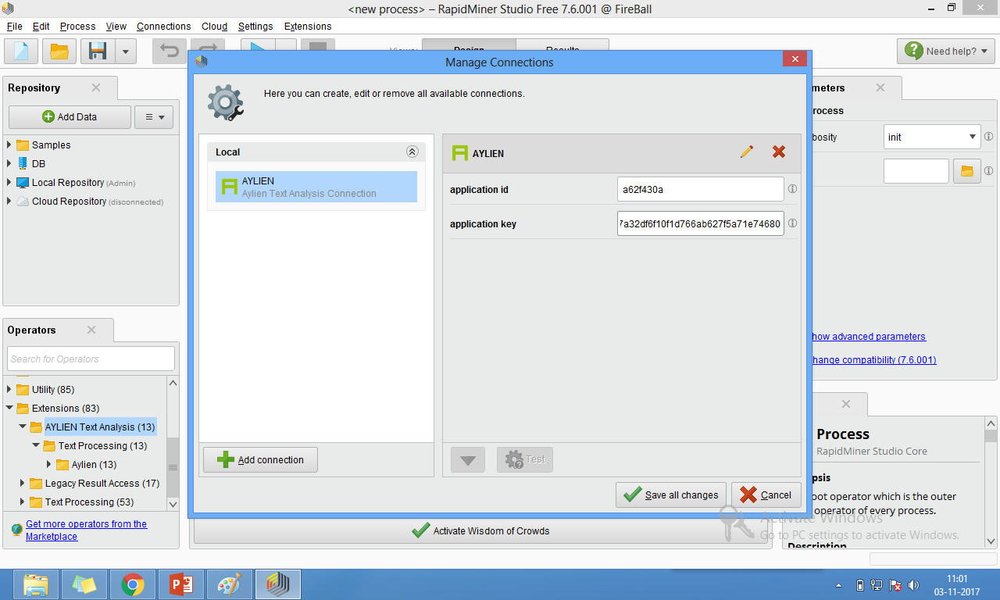 <new process> – RapidMiner Studio Free 7.6.001 @ FireBall
File Edit Process View Connections Cloud Settings Extensions
Need help?
Repository
Add Data
Samples
DB
Local Repository (Admin)
Cloud Repository (disconnected)
Operators
Search for Operators
Utility (85)
Extensions (83)
AYLIEN Text Analysis (13)
Text Processing (13)
Aylien (13)
Legacy Result Access (17)
Text Processing (53)
Get more operators from the
Marketplace
Manage Connections
Here you can create, edit or remove all available connections.
Local
AYLIEN
Aylien Text Analysis Connection
Add connection
AYLIEN
application id a62f430a
application key 7a32df6f10f1d766ab627f5a71e74680
Test
Save all changes Cancel
Activate Wisdom of Crowds
meters
rocess
bosity init
how advanced parameters
hange compatibility (7.6.001)
Process
RapidMiner Studio Core
psis
oot operator which is the outer
operator of every process.
Description
Activate Windows
Go to PC settings to activate Windows.
11:01
03-11-2017